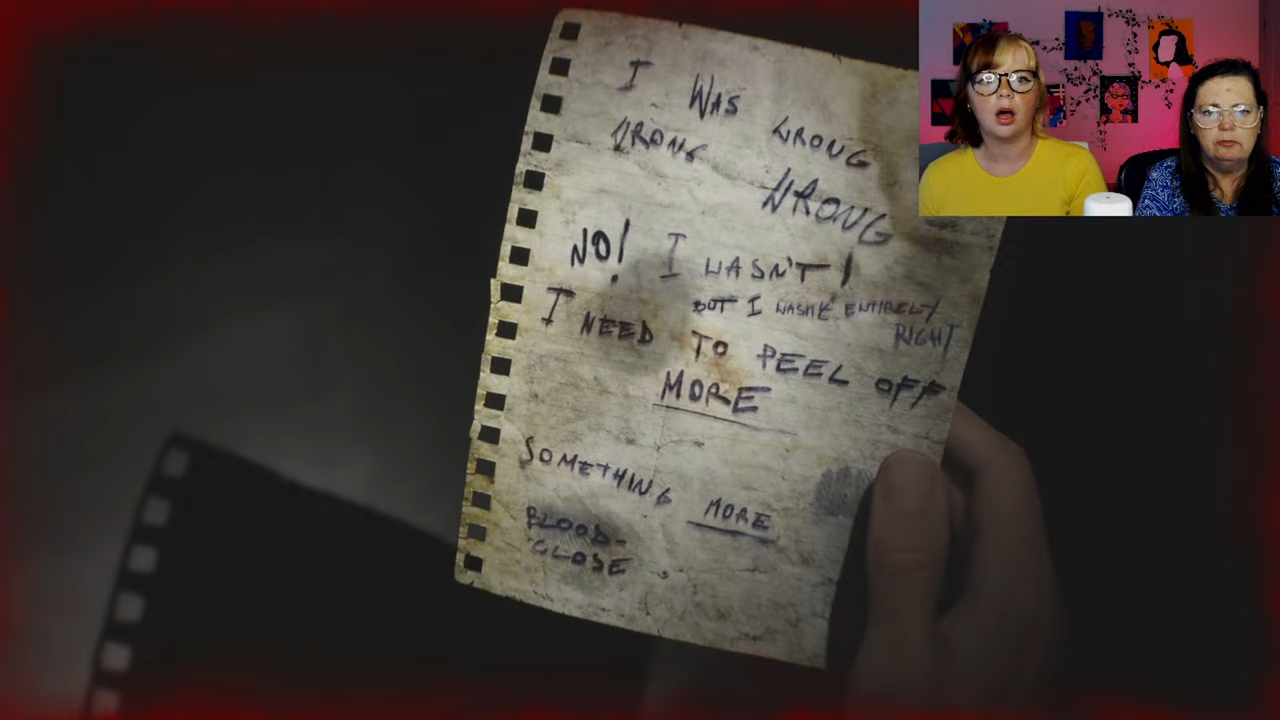 I WAS WRONG
WRONG
WRONG
NO! I WASN'T!
BUT I WASN'T ENTIRELY
RIGHT
I NEED TO PEEL OFF
MORE
SOMETHING MORE
BLOOD-
CLOSE.